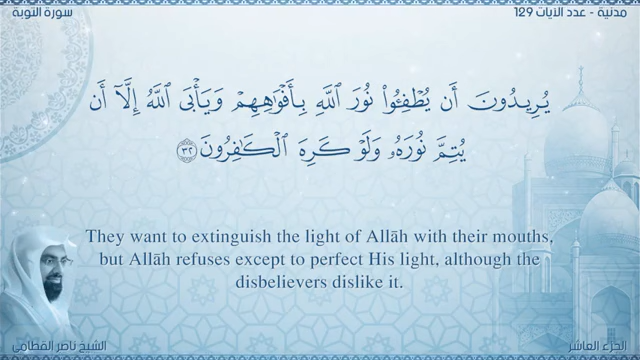 سورة التوبة
مدنية - عدد الآيات 129
يُرِيدُونَ أَن يُطْفِـُٔوا۟ نُورَ ٱللَّهِ بِأَفْوَٰهِهِمْ وَيَأْبَى ٱللَّهُ إِلَّآ أَن
يُتِمَّ نُورَهُۥ وَلَوْ كَرِهَ ٱلْكَـٰفِرُونَ ٣٢
They want to extinguish the light of Allāh with their mouths,
but Allāh refuses except to perfect His light, although the
disbelievers dislike it.
الشيخ ناصر القطامي
الجزء العاشر